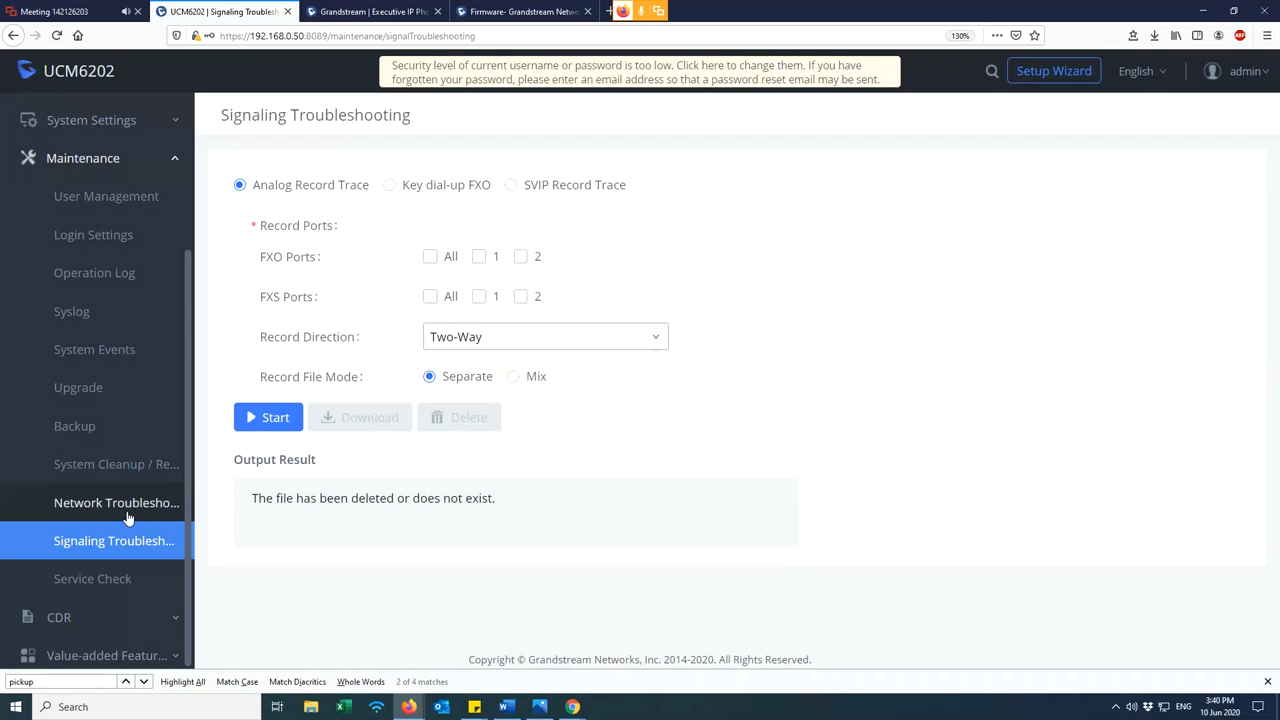 Meeting 142126203
UCM6202 | Signaling Troublesh
Grandstream | Executive IP Pho
Firmware- Grandstream Netwo
https://192.168.0.50:8089/maintenance/signalTroubleshooting
130%
ABP
UCM6202
Security level of current username or password is too low. Click here to change them. If you have
forgotten your password, please enter an email address so that a password reset email may be sent.
Setup Wizard
English
admin
System Settings
Maintenance
User Management
Login Settings
Operation Log
Syslog
System Events
Upgrade
Backup
System Cleanup / Re...
Network Troublesho...
Signaling Troublesh...
Service Check
CDR
Value-added Featur...
Signaling Troubleshooting
Analog Record Trace
Key dial-up FXO
SVIP Record Trace
* Record Ports:
FXO Ports:
All
1
2
FXS Ports:
All
1
2
Record Direction:
Two-Way
Record File Mode:
Separate
Mix
Start
Download
Delete
Output Result
The file has been deleted or does not exist.
Copyright © Grandstream Networks, Inc. 2014-2020. All Rights Reserved.
pickup
Highlight All
Match Case
Match Diacritics
Whole Words
2 of 4 matches
Search
ENG
3:40 PM
10 Jun 2020